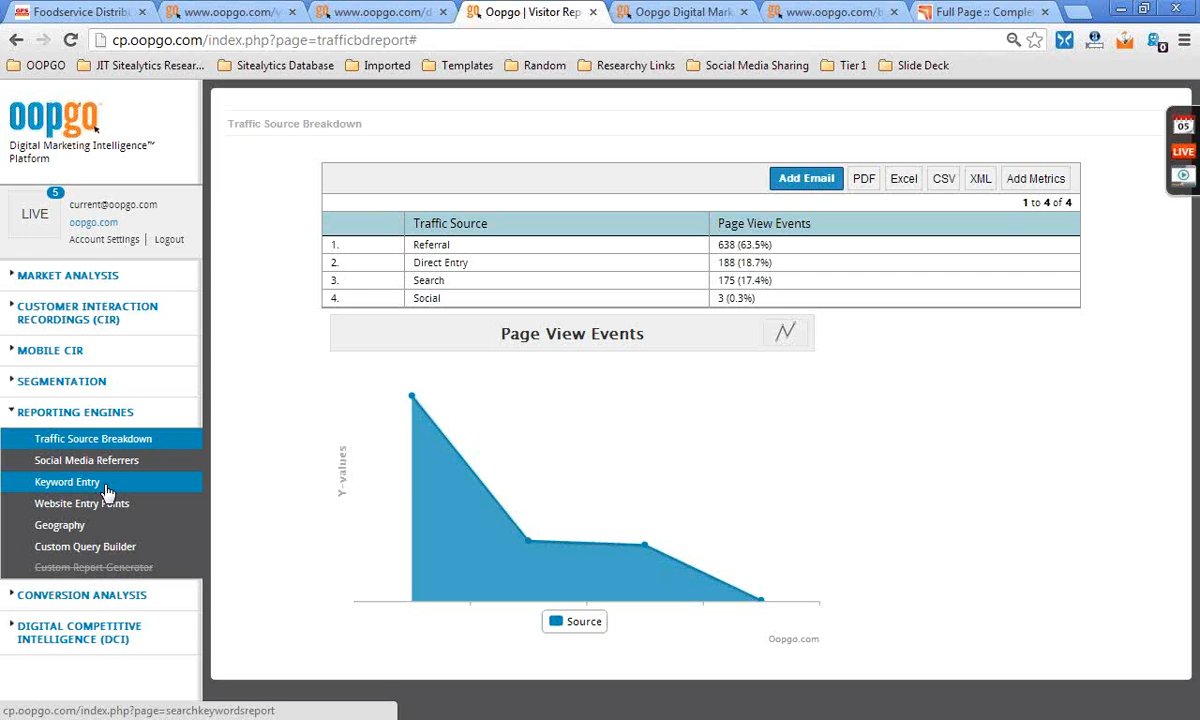 Foodservice Distrib
www.oopgo.com/
www.oopgo.com/d
Oopgo | Visitor Rep
Oopgo Digital Mark
www.oopgo.com/b
Full Page :: Comple
cp.oopgo.com/index.php?page=trafficbdreport#
0
OOPGO
JIT Sitealytics Resear...
Sitealytics Database
Imported
Templates
Random
Researchy Links
Social Media Sharing
Tier 1
Slide Deck
oopgo
Digital Marketing Intelligence™
Platform
5
LIVE
current@oopgo.com
oopgo.com
Account Settings | Logout
MARKET ANALYSIS
CUSTOMER INTERACTION
RECORDINGS (CIR)
MOBILE CIR
SEGMENTATION
REPORTING ENGINES
Traffic Source Breakdown
Social Media Referrers
Keyword Entry
Website Entry Points
Geography
Custom Query Builder
Custom Report Generator
CONVERSION ANALYSIS
DIGITAL COMPETITIVE
INTELLIGENCE (DCI)
Traffic Source Breakdown
Add Email PDF Excel CSV XML Add Metrics
1 to 4 of 4
Traffic Source Page View Events
1. Referral 638 (63.5%)
2. Direct Entry 188 (18.7%)
3. Search 175 (17.4%)
4. Social 3 (0.3%)
Page View Events
Y-values
Source
Oopgo.com
05
LIVE
cp.oopgo.com/index.php?page=searchkeywordsreport